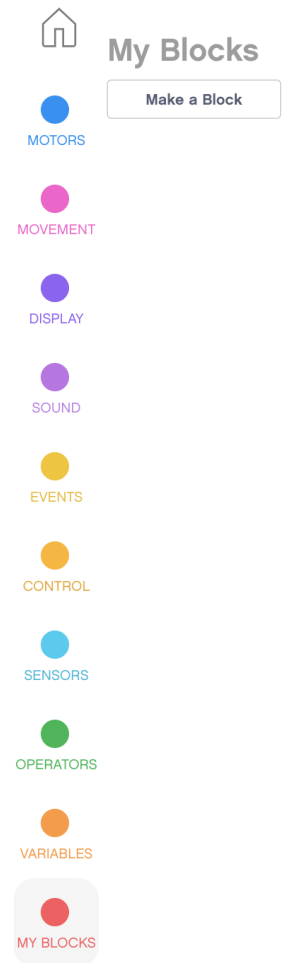 My Blocks
Make a Block
MOTORS
MOVEMENT
DISPLAY
SOUND
EVENTS
CONTROL
SENSORS
OPERATORS
VARIABLES
MY BLOCKS